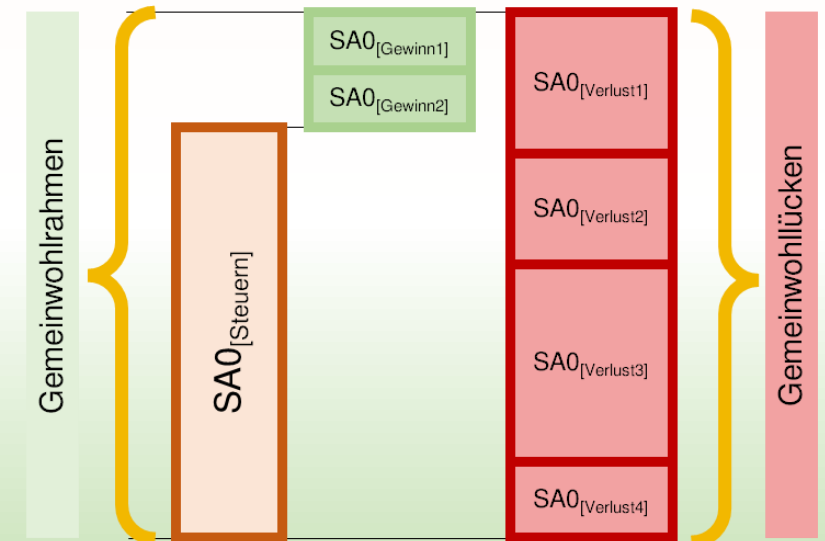 Gemeinwohlrahmen
SA0[Steuern]
SA0[Gewinn1]
SA0[Gewinn2]
SA0[Verlust1]
SA0[Verlust2]
SA0[Verlust3]
SA0[Verlust4]
Gemeinwohllücken